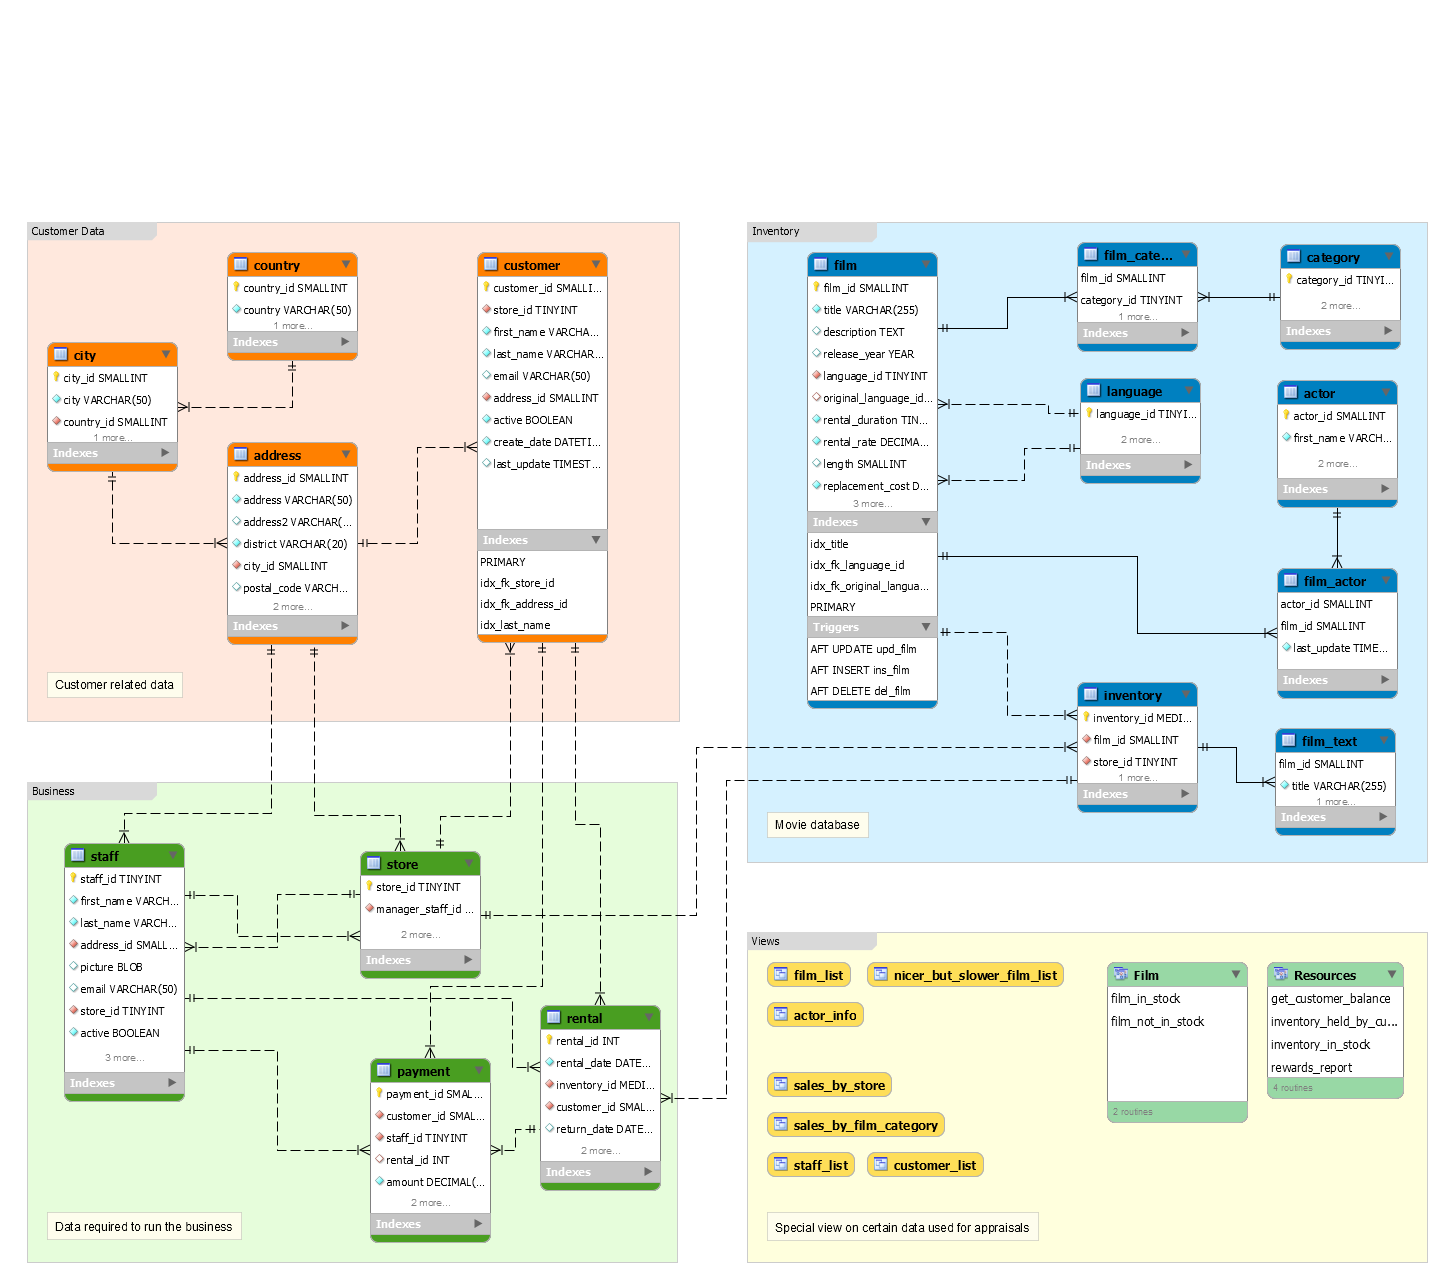 Customer Data
country
country_id SMALLINT
country VARCHAR(50)
1 more...
Indexes
city
city_id SMALLINT
city VARCHAR(50)
country_id SMALLINT
1 more...
Indexes
address
address_id SMALLINT
address VARCHAR(50)
address2 VARCHAR(...
district VARCHAR(20)
city_id SMALLINT
postal_code VARCH...
2 more...
Indexes
customer
customer_id SMALLI...
store_id TINYINT
first_name VARCHA...
last_name VARCHAR...
email VARCHAR(50)
address_id SMALLINT
active BOOLEAN
create_date DATETI...
last_update TIMEST...
Indexes
PRIMARY
idx_fk_store_id
idx_fk_address_id
idx_last_name
Customer related data
Inventory
film
film_id SMALLINT
title VARCHAR(255)
description TEXT
release_year YEAR
language_id TINYINT
original_language_id...
rental_duration TIN...
rental_rate DECIMA...
length SMALLINT
replacement_cost D...
3 more...
Indexes
idx_title
idx_fk_language_id
idx_fk_original_langua...
PRIMARY
Triggers
AFT UPDATE upd_film
AFT INSERT ins_film
AFT DELETE del_film
film_cate...
film_id SMALLINT
category_id TINYINT
1 more...
Indexes
category
category_id TINYI...
2 more...
Indexes
language
language_id TINYI...
2 more...
Indexes
actor
actor_id SMALLINT
first_name VARCH...
2 more...
Indexes
film_actor
actor_id SMALLINT
film_id SMALLINT
last_update TIME...
Indexes
inventory
inventory_id MEDI...
film_id SMALLINT
store_id TINYINT
1 more...
Indexes
film_text
film_id SMALLINT
title VARCHAR(255)
1 more...
Indexes
Movie database
Business
staff
staff_id TINYINT
first_name VARCH...
last_name VARCH...
address_id SMALL...
picture BLOB
email VARCHAR(50)
store_id TINYINT
active BOOLEAN
3 more...
Indexes
store
store_id TINYINT
manager_staff_id ...
2 more...
Indexes
payment
payment_id SMAL...
customer_id SMAL...
staff_id TINYINT
rental_id INT
amount DECIMAL(...
2 more...
Indexes
rental
rental_id INT
rental_date DATE...
inventory_id MEDI...
customer_id SMAL...
return_date DATE...
2 more...
Indexes
Data required to run the business
Views
film_list
nicer_but_slower_film_list
actor_info
sales_by_store
sales_by_film_category
staff_list
customer_list
Film
film_in_stock
film_not_in_stock
2 routines
Resources
get_customer_balance
inventory_held_by_cu...
inventory_in_stock
rewards_report
4 routines
Special view on certain data used for appraisals